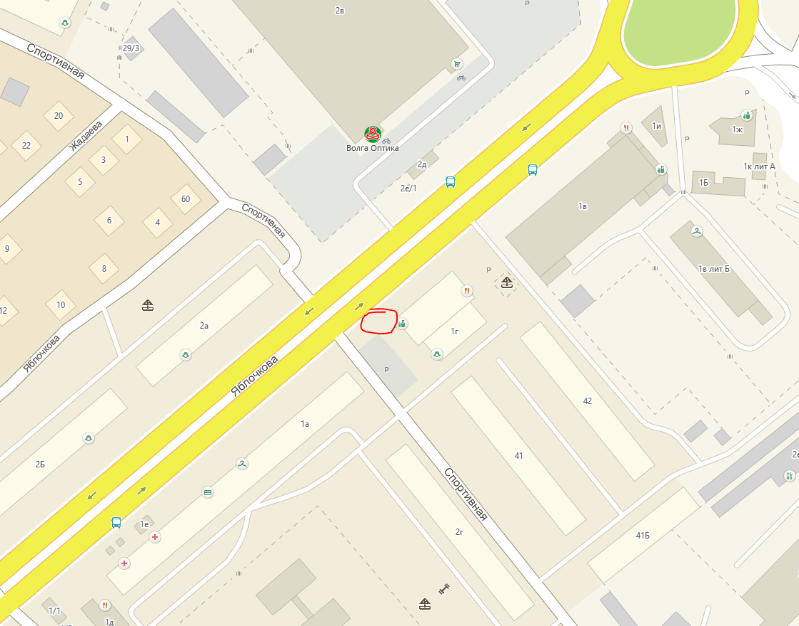 2в
Спортивная
29/3
20
Жадаева
22
1
3
5
Волга Оптика
2д
2е/1
1и
1ж
1к лит А
1Б
1в
P
P
P
60
6
4
Спортивная
9
8
1в лит Б
P
12
10
2а
1г
P
Яблочкова
Яблочкова
42
1а
41
2Б
Спортивная
2г
41Б
1е
1/1
1д